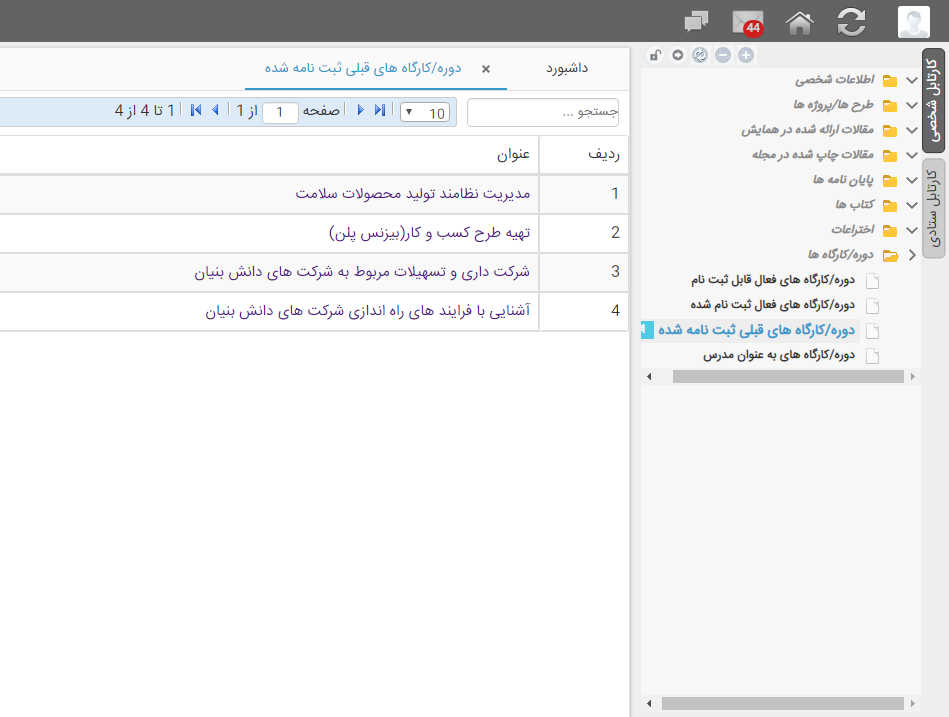 44
کارتابل شخصی
کارتابل ستادی
اطلاعات شخصی
طرح ها/پروژه ها
مقالات ارائه شده در همایش
مقالات چاپ شده در مجله
پایان نامه ها
کتاب ها
اختراعات
دوره/کارگاه ها
دوره/کارگاه های فعال قابل ثبت نام
دوره/کارگاه های فعال ثبت نام شده
دوره/کارگاه های قبلی ثبت نامه شده
دوره/کارگاه های به عنوان مدرس
داشبورد
دوره/کارگاه های قبلی ثبت نامه شده
جستجو ...
10 صفحه 1 از 1 1 تا 4 از 4
ردیف عنوان
1 مدیریت نظامند تولید محصولات سلامت
2 تهیه طرح کسب و کار(بیزنس پلن)
3 شرکت داری و تسهیلات مربوط به شرکت های دانش بنیان
4 آشنایی با فرایند های راه اندازی شرکت های دانش بنیان